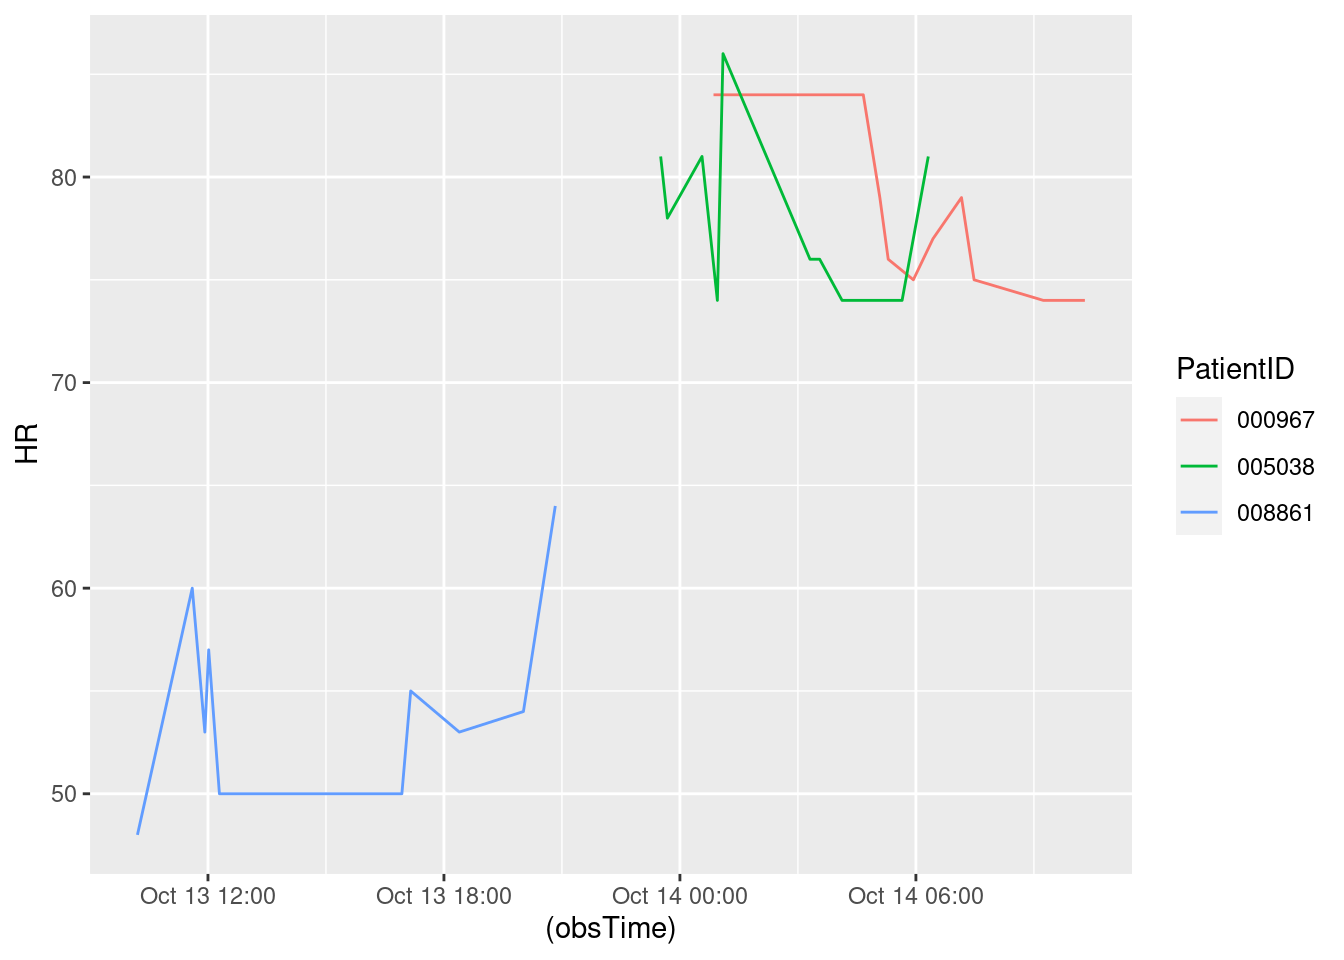 80
70
60
50
HR
Oct 13 12:00
Oct 13 18:00
Oct 14 00:00
Oct 14 06:00
(obsTime)
PatientID
000967
005038
008861